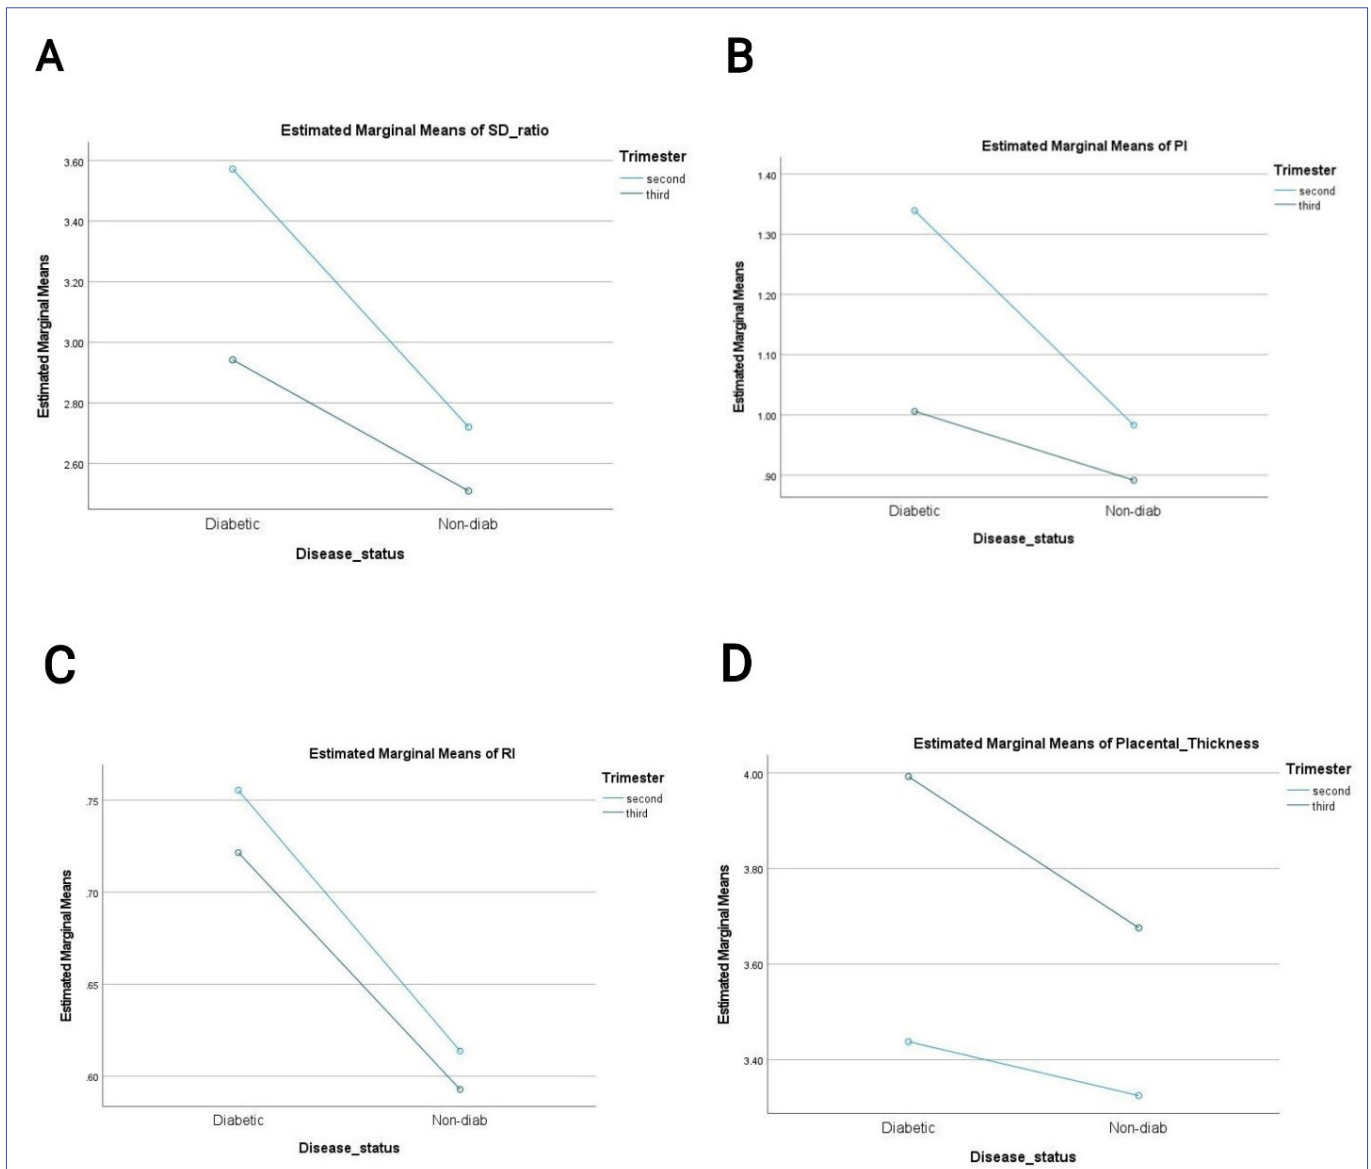 A
Estimated Marginal Means of SD_ratio
Trimester
second
third
3.60
3.40
3.20
3.00
2.80
2.60
Estimated Marginal Means
Diabetic
Non-diab
Disease_status
B
Estimated Marginal Means of PI
Trimester
second
third
1.40
1.30
1.20
1.10
1.00
.90
Estimated Marginal Means
Diabetic
Non-diab
Disease_status
C
Estimated Marginal Means of RI
Trimester
second
third
.75
.70
.65
.60
Estimated Marginal Means
Diabetic
Non-diab
Disease_status
D
Estimated Marginal Means of Placental_Thickness
Trimester
second
third
4.00
3.80
3.60
3.40
Estimated Marginal Means
Diabetic
Non-diab
Disease_status